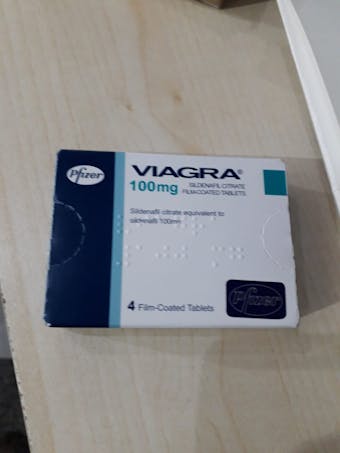 Pfizer
VIAGRA®
100mg
SILDENAFIL CITRATE
FILM-COATED TABLETS
Sildenafil citrate equivalent to
sildenafil 100mg
4 Film-Coated Tablets
Pfizer